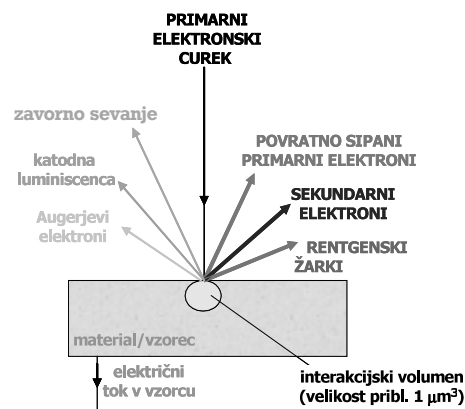 PRIMARNI
ELEKTRONSKI
CUREK
zavorno sevanje
katodna
luminiscenca
Augerjevi
elektroni
POVRATNO SIPANI
PRIMARNI ELEKTRONI
SEKUNDARNI
ELEKTRONI
RENTGENSKI
ŽARKI
material/vzorec
električni
tok v vzorcu
interakcijski volumen
(velikost pribl. 1 μm³)